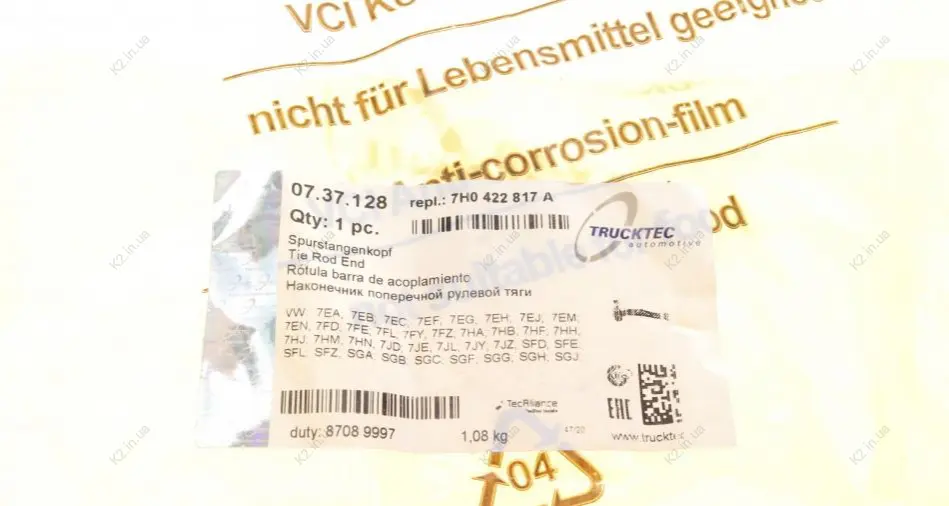 VCI
nicht für Lebensmittel
Anti-corrosion-film
07.37.128
repl.: 7H0 422 817 A
Qty: 1 pc.
TRUCKTEC
automotive
Spurstangenkopf
Tie Rod End
Rótula barra de acoplamiento
Наконечник поперечной рулевой тяги
VW 7EA, 7EB, 7EC, 7EF, 7EG, 7EH, 7EJ, 7EM,
7EN, 7FD, 7FE, 7FL, 7FY, 7FZ, 7HA, 7HB, 7HF, 7HH,
7HJ, 7HM, 7HN, 7JD, 7JE, 7JL, 7JY, 7JZ, SFD, SFE,
SFL, SFZ, SGA, SGB, SGC, SGF, SGG, SGH, SGJ
TecAlliance
EAC
duty: 8708 9997
1,08 kg
47/20
www.trucktec
04
K2.in.ua